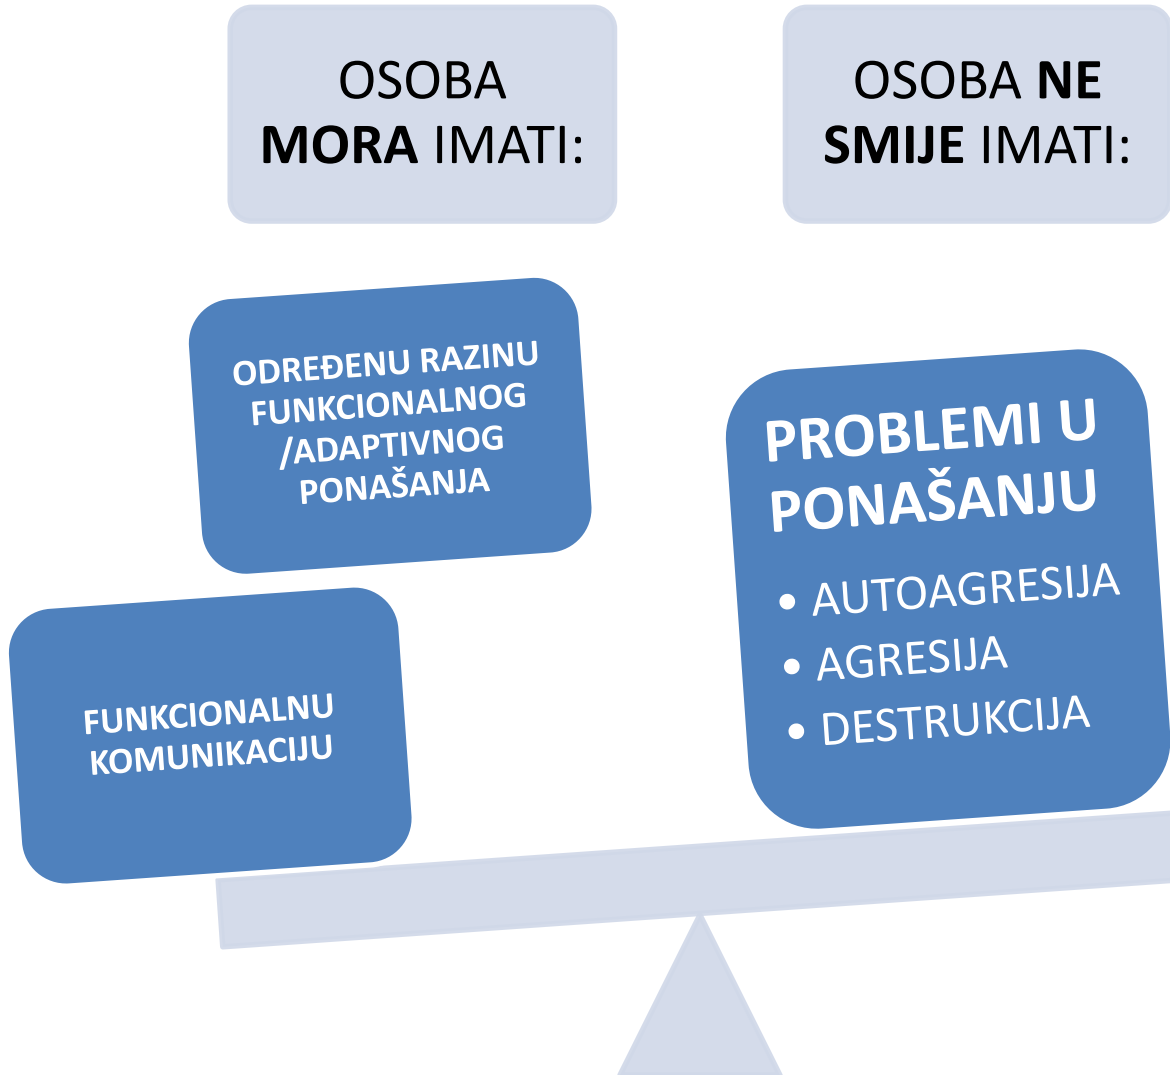 OSOBA
MORA IMATI:
OSOBA NE
SMIJE IMATI:
ODREĐENU RAZINU
FUNKCIONALNOG
/ADAPTIVNOG
PONAŠANJA
FUNKCIONALNU
KOMUNIKACIJU
PROBLEMI U
PONAŠANJU
• AUTOAGRESIJA
• AGRESIJA
• DESTRUKCIJA